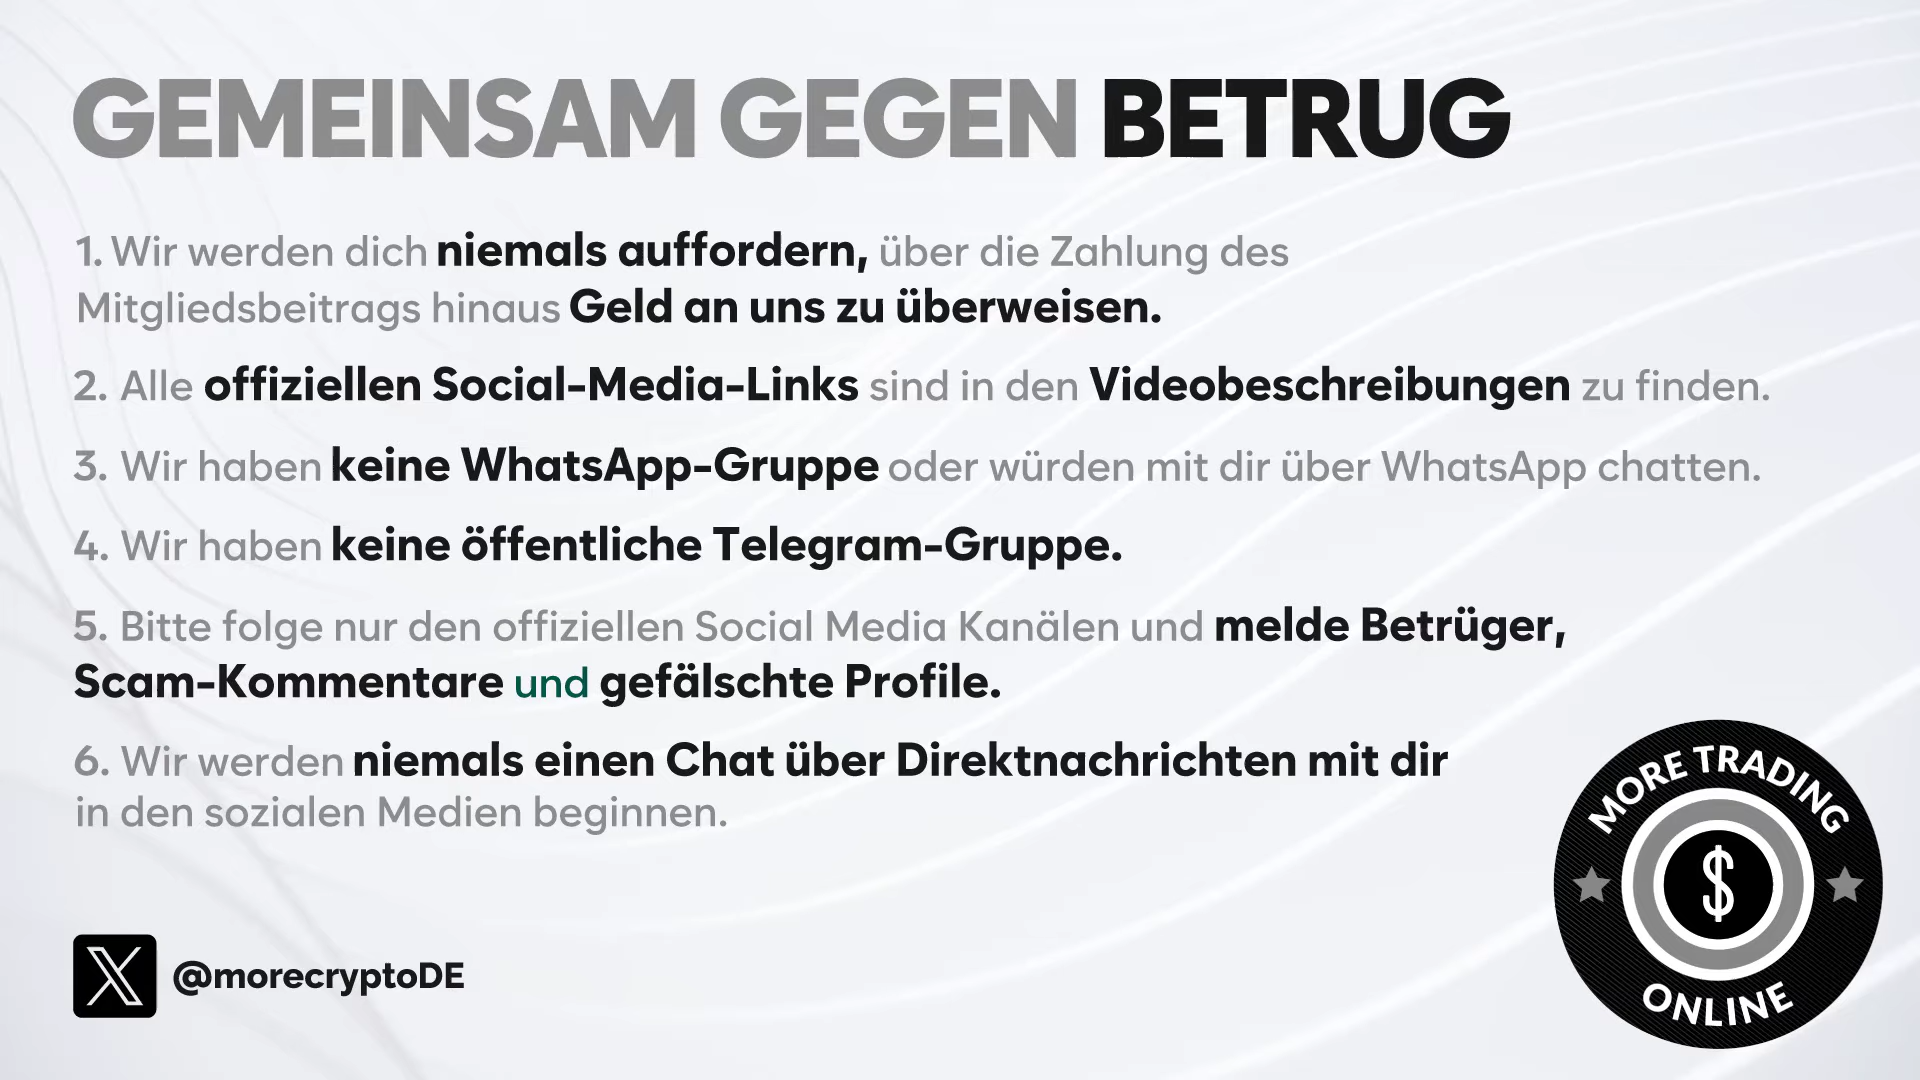 GEMEINSAM GEGEN BETRUG
1. Wir werden dich niemals auffordern, über die Zahlung des
Mitgliedsbeitrags hinaus Geld an uns zu überweisen.
2. Alle offiziellen Social-Media-Links sind in den Videobeschreibungen zu finden.
3. Wir haben keine WhatsApp-Gruppe oder würden mit dir über WhatsApp chatten.
4. Wir haben keine öffentliche Telegram-Gruppe.
5. Bitte folge nur den offiziellen Social Media Kanälen und melde Betrüger,
Scam-Kommentare und gefälschte Profile.
6. Wir werden niemals einen Chat über Direktnachrichten mit dir
in den sozialen Medien beginnen.
@morecryptoDE
MORE TRADING
$
ONLINE